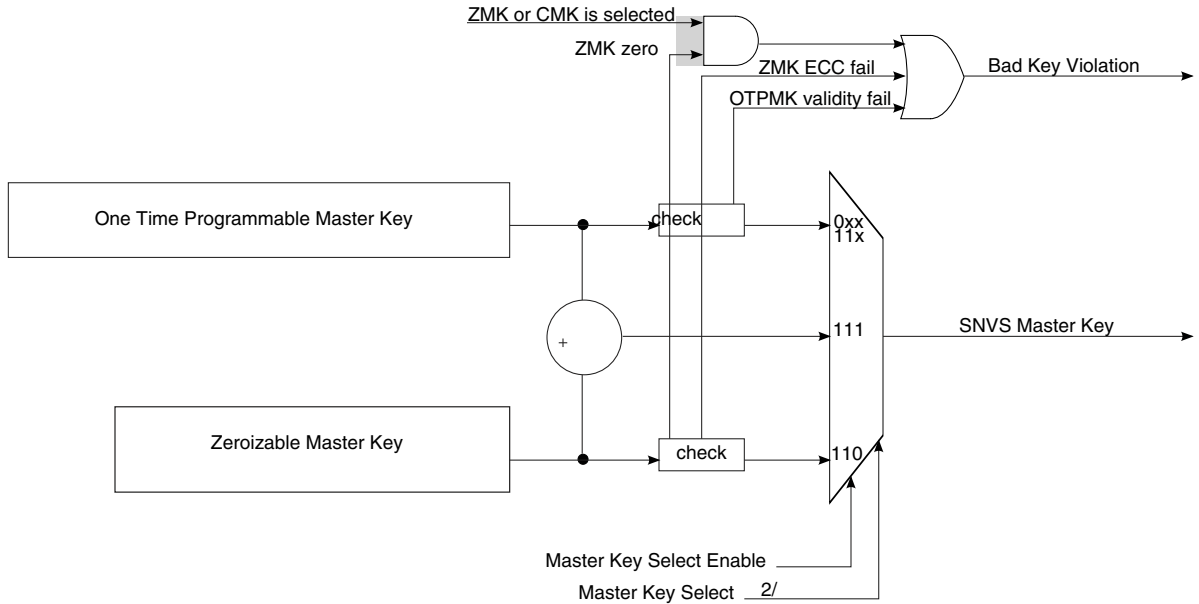 ZMK or CMK is selected
ZMK zero
ZMK ECC fail
Bad Key Violation
OTPMK validity fail
One Time Programmable Master Key
check
0xx
11x
+
111
SNVS Master Key
Zeroizable Master Key
check
110
Master Key Select Enable
Master Key Select 2/